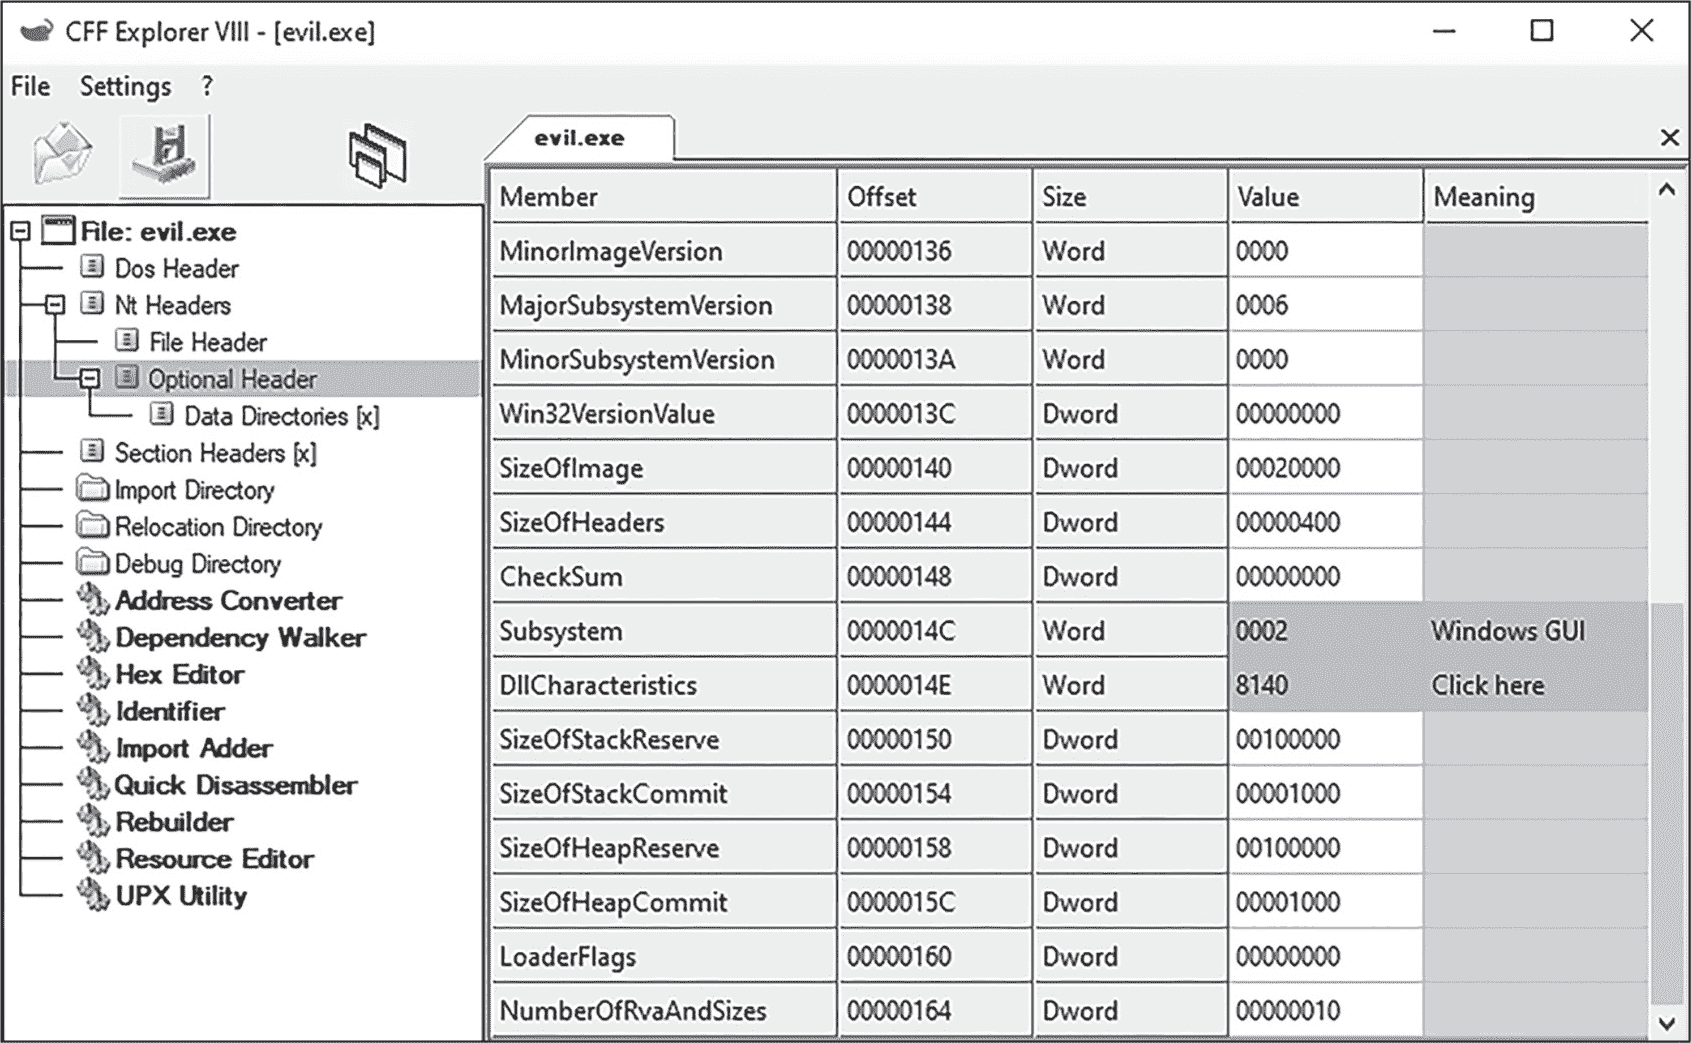 CFF Explorer VIII - [evil.exe]
File Settings ?
evil.exe
File: evil.exe
Dos Header
Nt Headers
File Header
Optional Header
Data Directories [x]
Section Headers [x]
Import Directory
Relocation Directory
Debug Directory
Address Converter
Dependency Walker
Hex Editor
Identifier
Import Adder
Quick Disassembler
Rebuilder
Resource Editor
UPX Utility
Member Offset Size Value Meaning
MinorImageVersion 00000136 Word 0000
MajorSubsystemVersion 00000138 Word 0006
MinorSubsystemVersion 0000013A Word 0000
Win32VersionValue 0000013C Dword 00000000
SizeOfImage 00000140 Dword 00020000
SizeOfHeaders 00000144 Dword 00000400
CheckSum 00000148 Dword 00000000
Subsystem 0000014C Word 0002 Windows GUI
DllCharacteristics 0000014E Word 8140 Click here
SizeOfStackReserve 00000150 Dword 00100000
SizeOfStackCommit 00000154 Dword 00001000
SizeOfHeapReserve 00000158 Dword 00100000
SizeOfHeapCommit 0000015C Dword 00001000
LoaderFlags 00000160 Dword 00000000
NumberOfRvaAndSizes 00000164 Dword 00000010